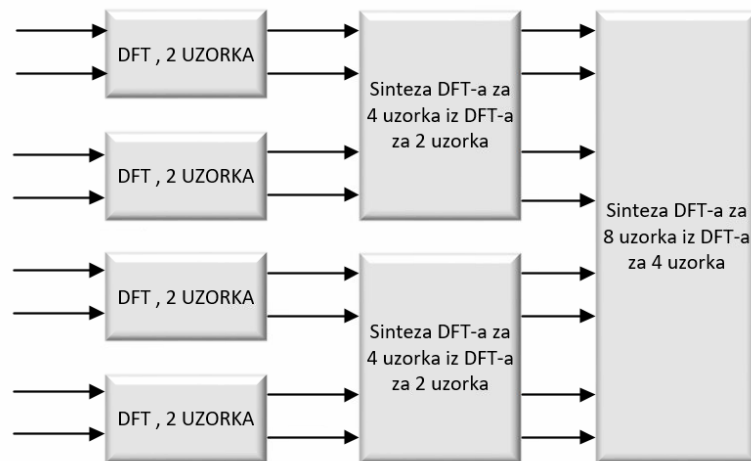 DFT , 2 UZORKA
DFT , 2 UZORKA
DFT , 2 UZORKA
DFT , 2 UZORKA
Sinteza DFT-a za
4 uzorka iz DFT-a
za 2 uzorka
Sinteza DFT-a za
4 uzorka iz DFT-a
za 2 uzorka
Sinteza DFT-a za
8 uzorka iz DFT-a
za 4 uzorka